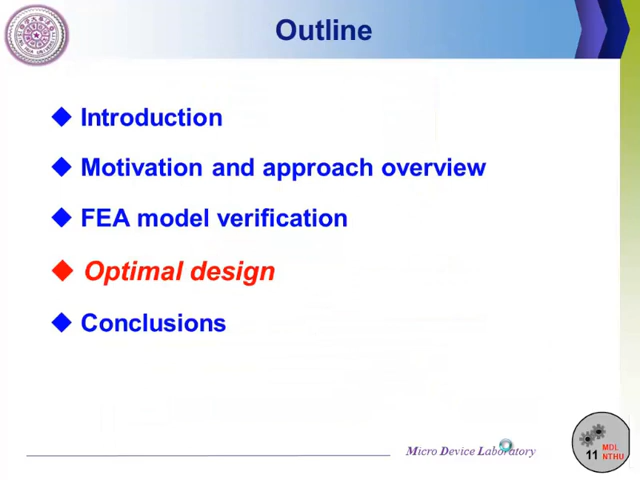 Outline
Introduction
Motivation and approach overview
FEA model verification
Optimal design
Conclusions
Micro Device Laboratory
11
MDL
NTHU